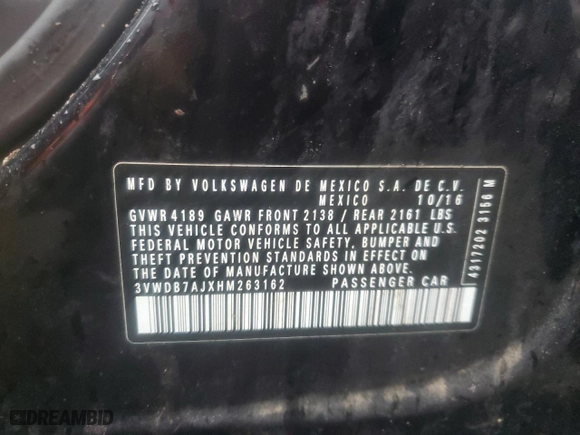 MFD BY VOLKSWAGEN DE MEXICO S.A. DE C.V.
MEXICO 10/16
GVWR 4189 GAWR FRONT 2138 / REAR 2161 LBS
THIS VEHICLE CONFORMS TO ALL APPLICABLE U.S.
FEDERAL MOTOR VEHICLE SAFETY, BUMPER AND
THEFT PREVENTION STANDARDS IN EFFECT ON
THE DATE OF MANUFACTURE SHOWN ABOVE.
3VWDB7AJXHM263162 PASSENGER CAR
4317202 3156 M
DREAMBID